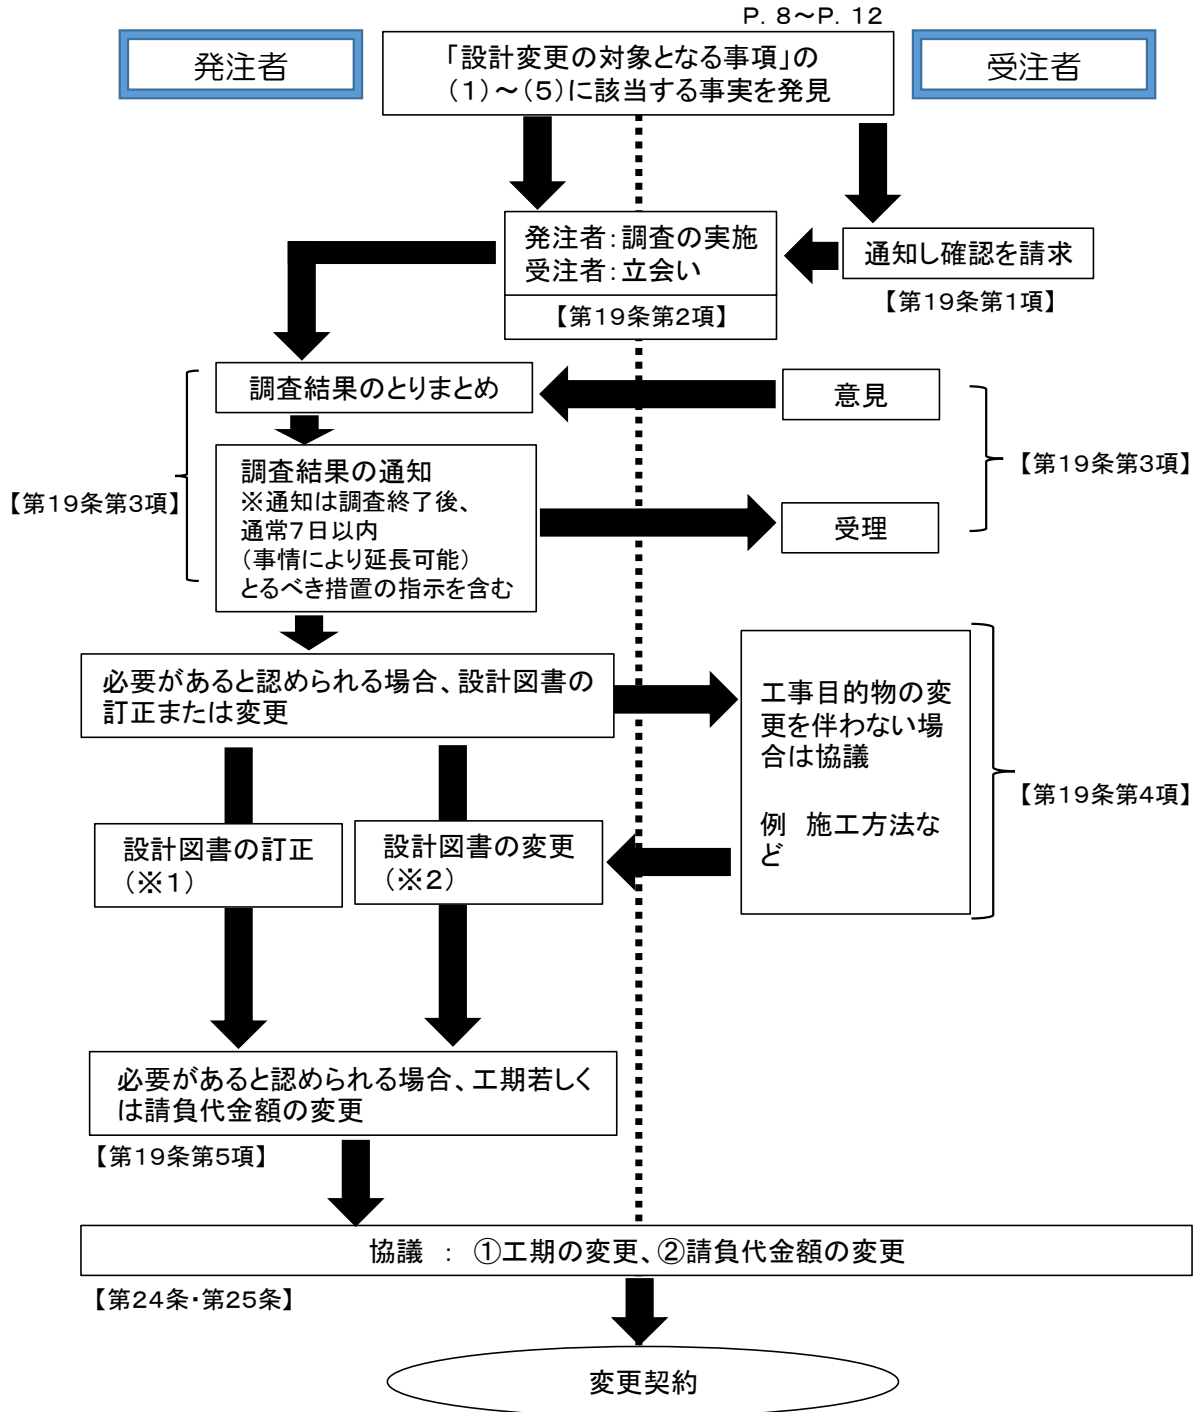 P. 8～P. 12
発注者
「設計変更の対象となる事項」の
（1）～（5）に該当する事実を発見
受注者
発注者：調査の実施
受注者：立会い
【第19条第2項】
通知し確認を請求
【第19条第1項】
調査結果のとりまとめ
意見
【第19条第3項】
調査結果の通知
※通知は調査終了後、
通常7日以内
（事情により延長可能）
とるべき措置の指示を含む
受理
【第19条第3項】
必要があると認められる場合、設計図書の
訂正または変更
工事目的物の変
更を伴わない場
合は協議
例　施工方法な
ど
【第19条第4項】
設計図書の訂正
（※1）
設計図書の変更
（※2）
必要があると認められる場合、工期若しく
は請負代金額の変更
【第19条第5項】
協議　：　①工期の変更、②請負代金額の変更
【第24条・第25条】
変更契約